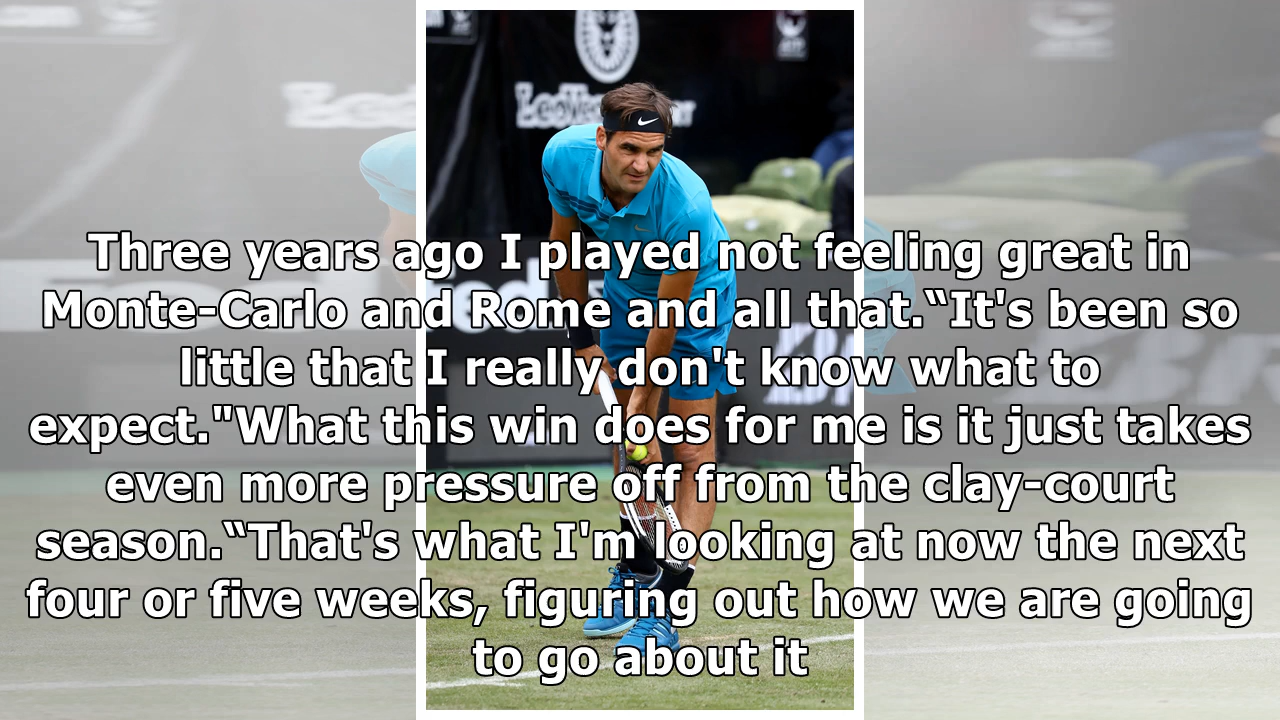 Three years ago I played not feeling great in
Monte-Carlo and Rome and all that.“It's been so
little that I really don't know what to
expect."What this win does for me is it just takes
even more pressure off from the clay-court
season.“That's what I'm looking at now the next
four or five weeks, figuring out how we are going
to go about it